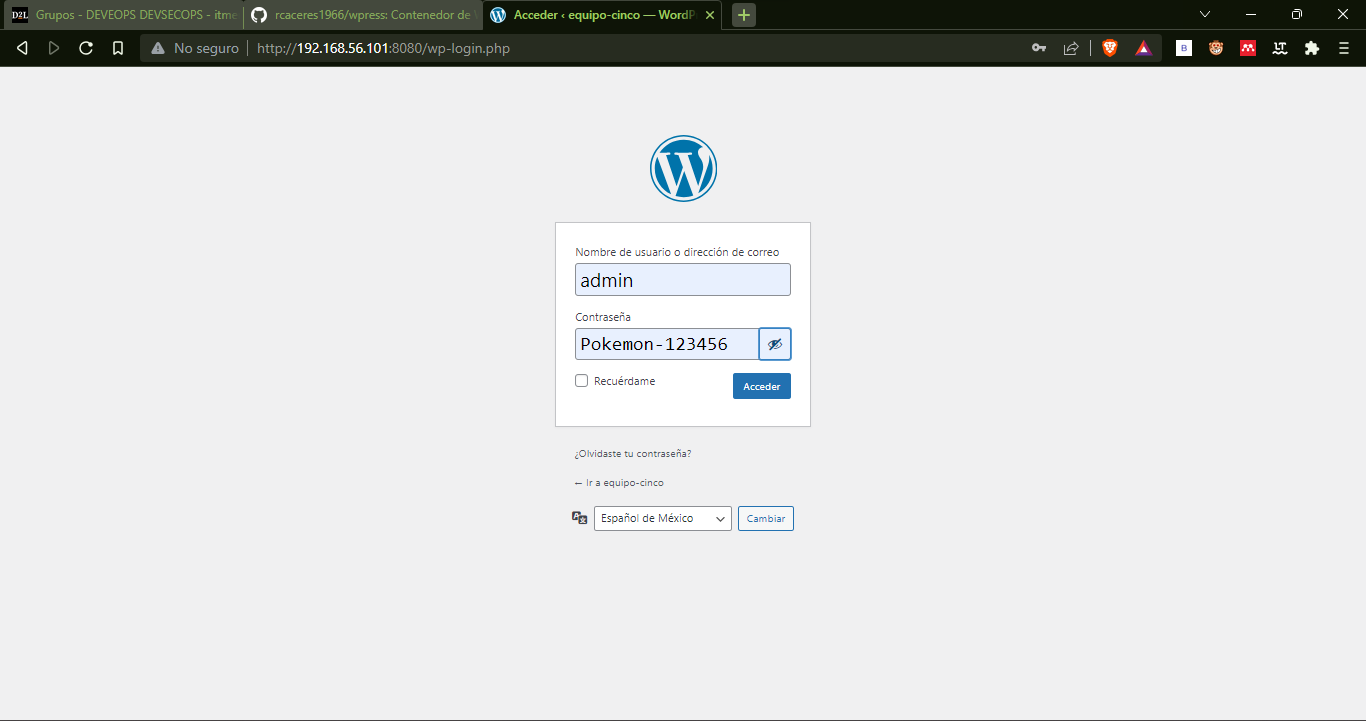 D2L Grupos - DEVEOPS DEVSECOPS - itme
rcaceres1966/wpress: Contenedor de
Acceder ‹ equipo-cinco — WordP
No seguro http://192.168.56.101:8080/wp-login.php
Nombre de usuario o dirección de correo
admin
Contraseña
Pokemon-123456
Recuérdame
Acceder
¿Olvidaste tu contraseña?
← Ir a equipo-cinco
Español de México
Cambiar